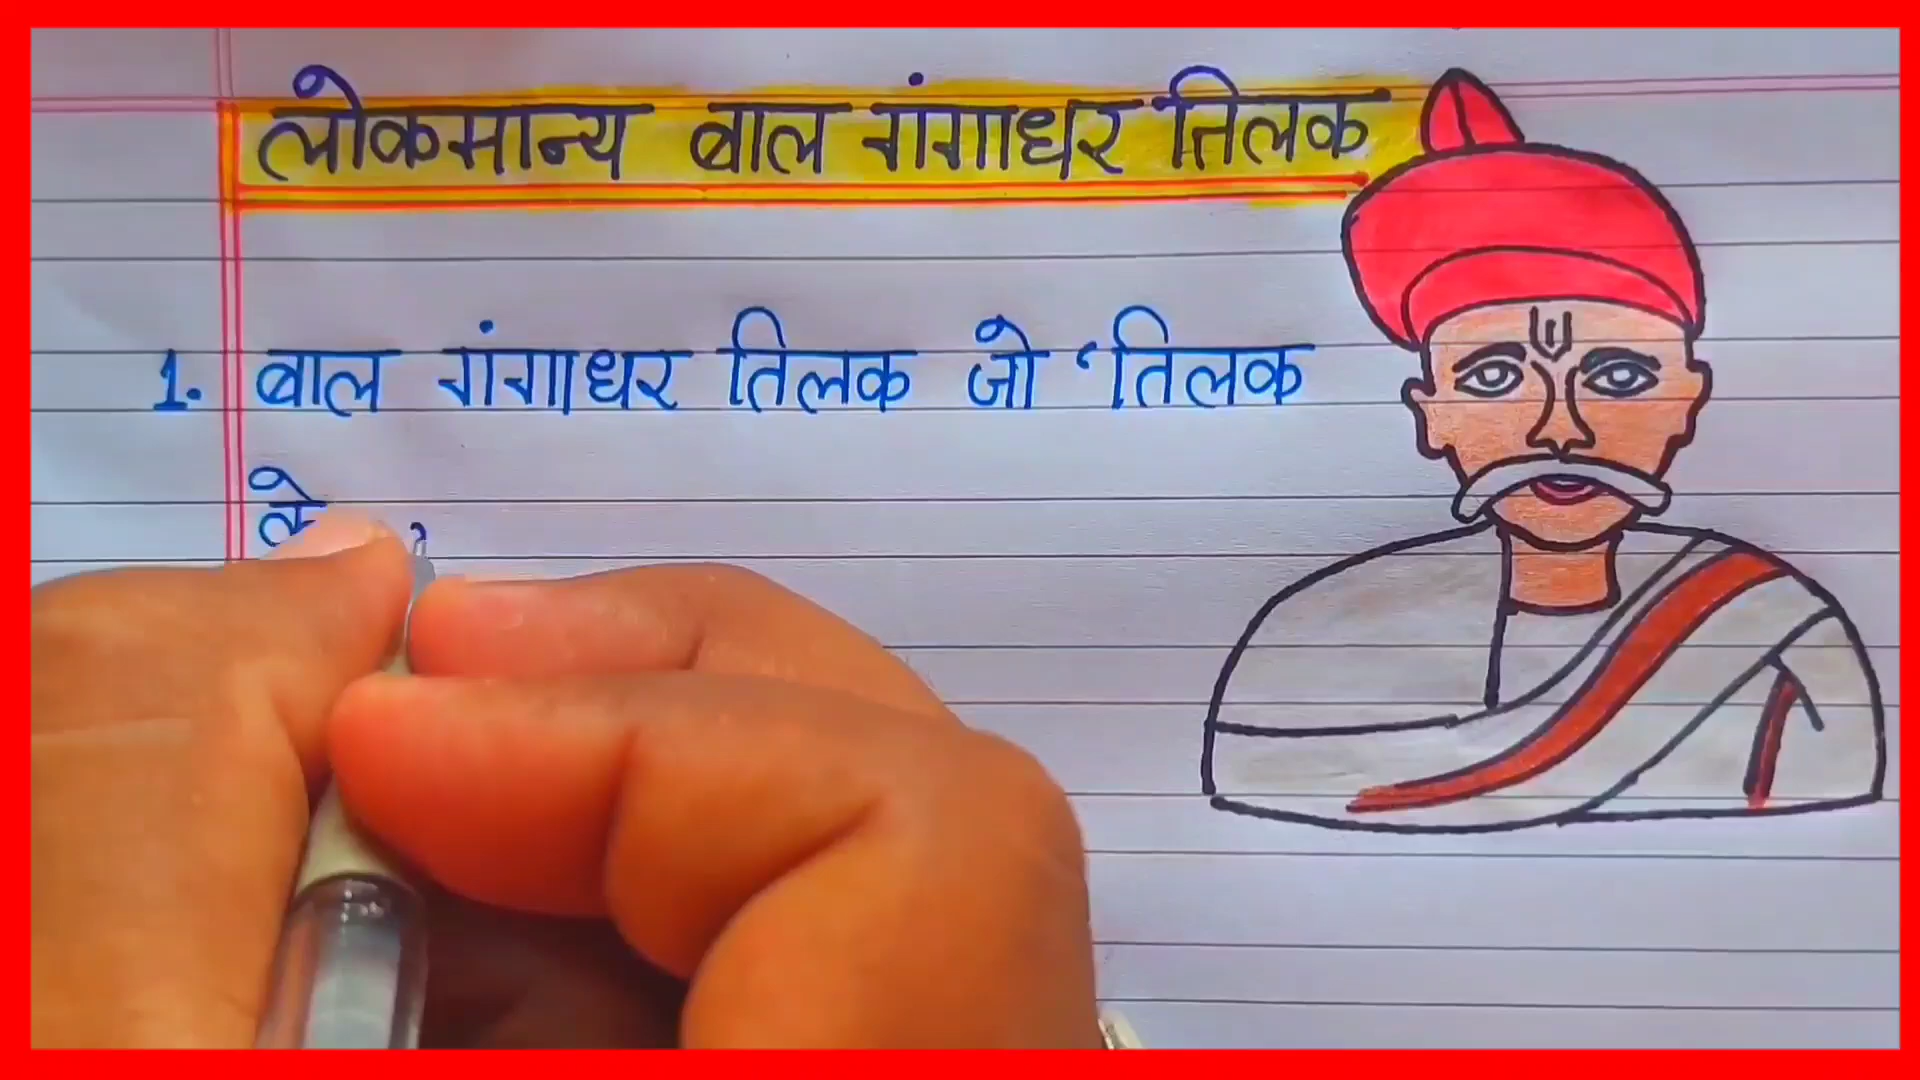 लोकमान्य बाल गंगाधर तिलक
1. बाल गंगाधर तिलक जो ‘तिलक
के